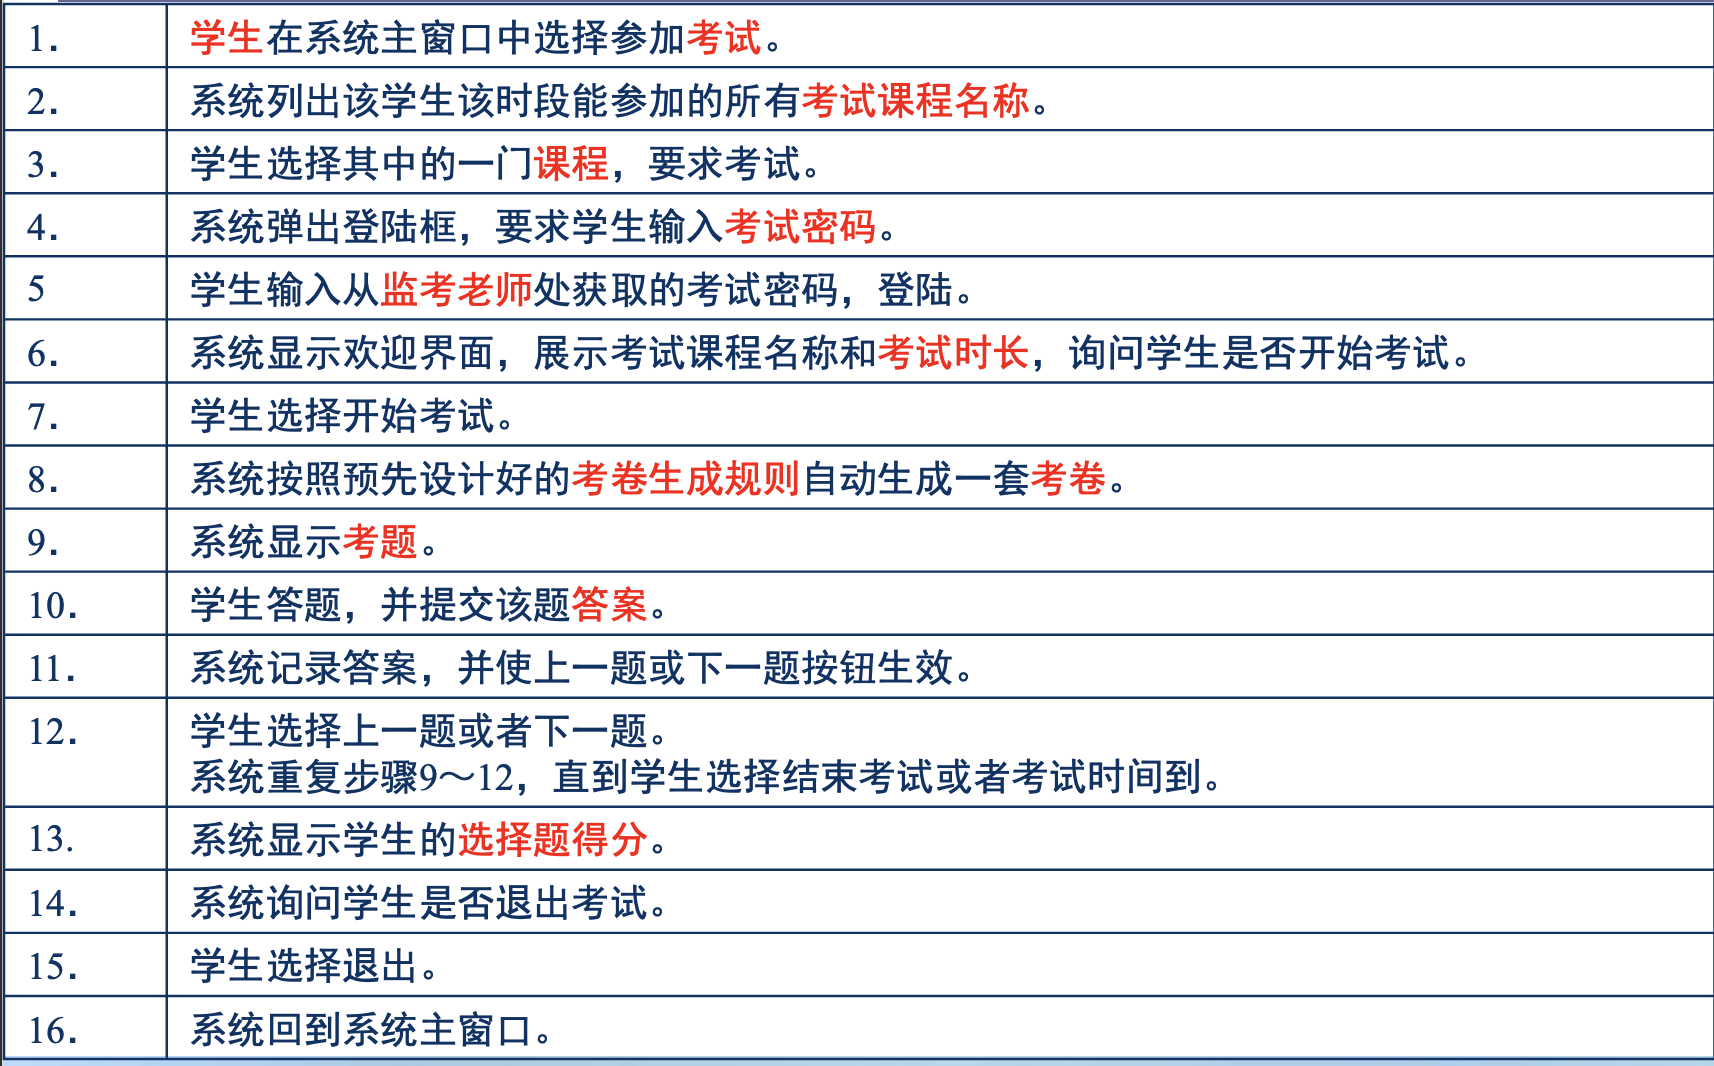 1. 学生在系统主窗口中选择参加考试。
2. 系统列出该学生该时段能参加的所有考试课程名称。
3. 学生选择其中的一门课程，要求考试。
4. 系统弹出登陆框，要求学生输入考试密码。
5 学生输入从监考老师处获取的考试密码，登陆。
6. 系统显示欢迎界面，展示考试课程名称和考试时长，询问学生是否开始考试。
7. 学生选择开始考试。
8. 系统按照预先设计好的考卷生成规则自动生成一套考卷。
9. 系统显示考题。
10. 学生答题，并提交该题答案。
11. 系统记录答案，并使上一题或下一题按钮生效。
12. 学生选择上一题或者下一题。
系统重复步骤9～12，直到学生选择结束考试或者考试时间到。
13. 系统显示学生的选择题得分。
14. 系统询问学生是否退出考试。
15. 学生选择退出。
16. 系统回到系统主窗口。